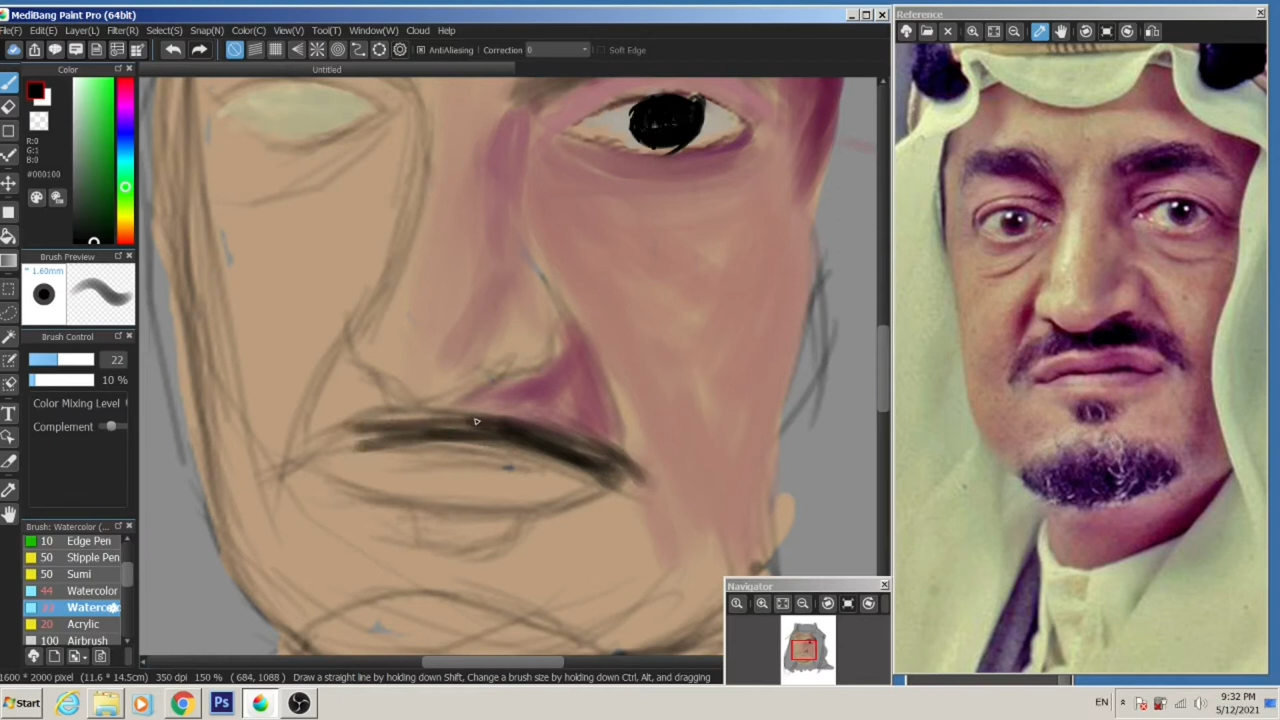 MediBang Paint Pro (64bit)
File(F) Edit(E) Layer(L) Filter(R) Select(S) Snap(N) Color(C) View(V) Tool(T) Window(W) Cloud Help
AntiAliasing Correction 0 Soft Edge
Color
Untitled
R:0
G:1
B:0
#000100
Brush Preview
1.60mm
Brush Control
22
10 %
Color Mixing Level
Complement
Brush: Watercolor (...
10 Edge Pen
50 Stipple Pen
50 Sumi
44 Watercolor
20 Acrylic
100 Airbrush
Reference
Navigator
1600 * 2000 pixel (11.6 * 14.5cm) 350 dpi 150 % ( 684, 1088 ) Draw a straight line by holding down Shift, Change a brush size by holding down Ctrl, Alt, and dragging
Start
Ps
EN
9:32 PM
5/12/2021